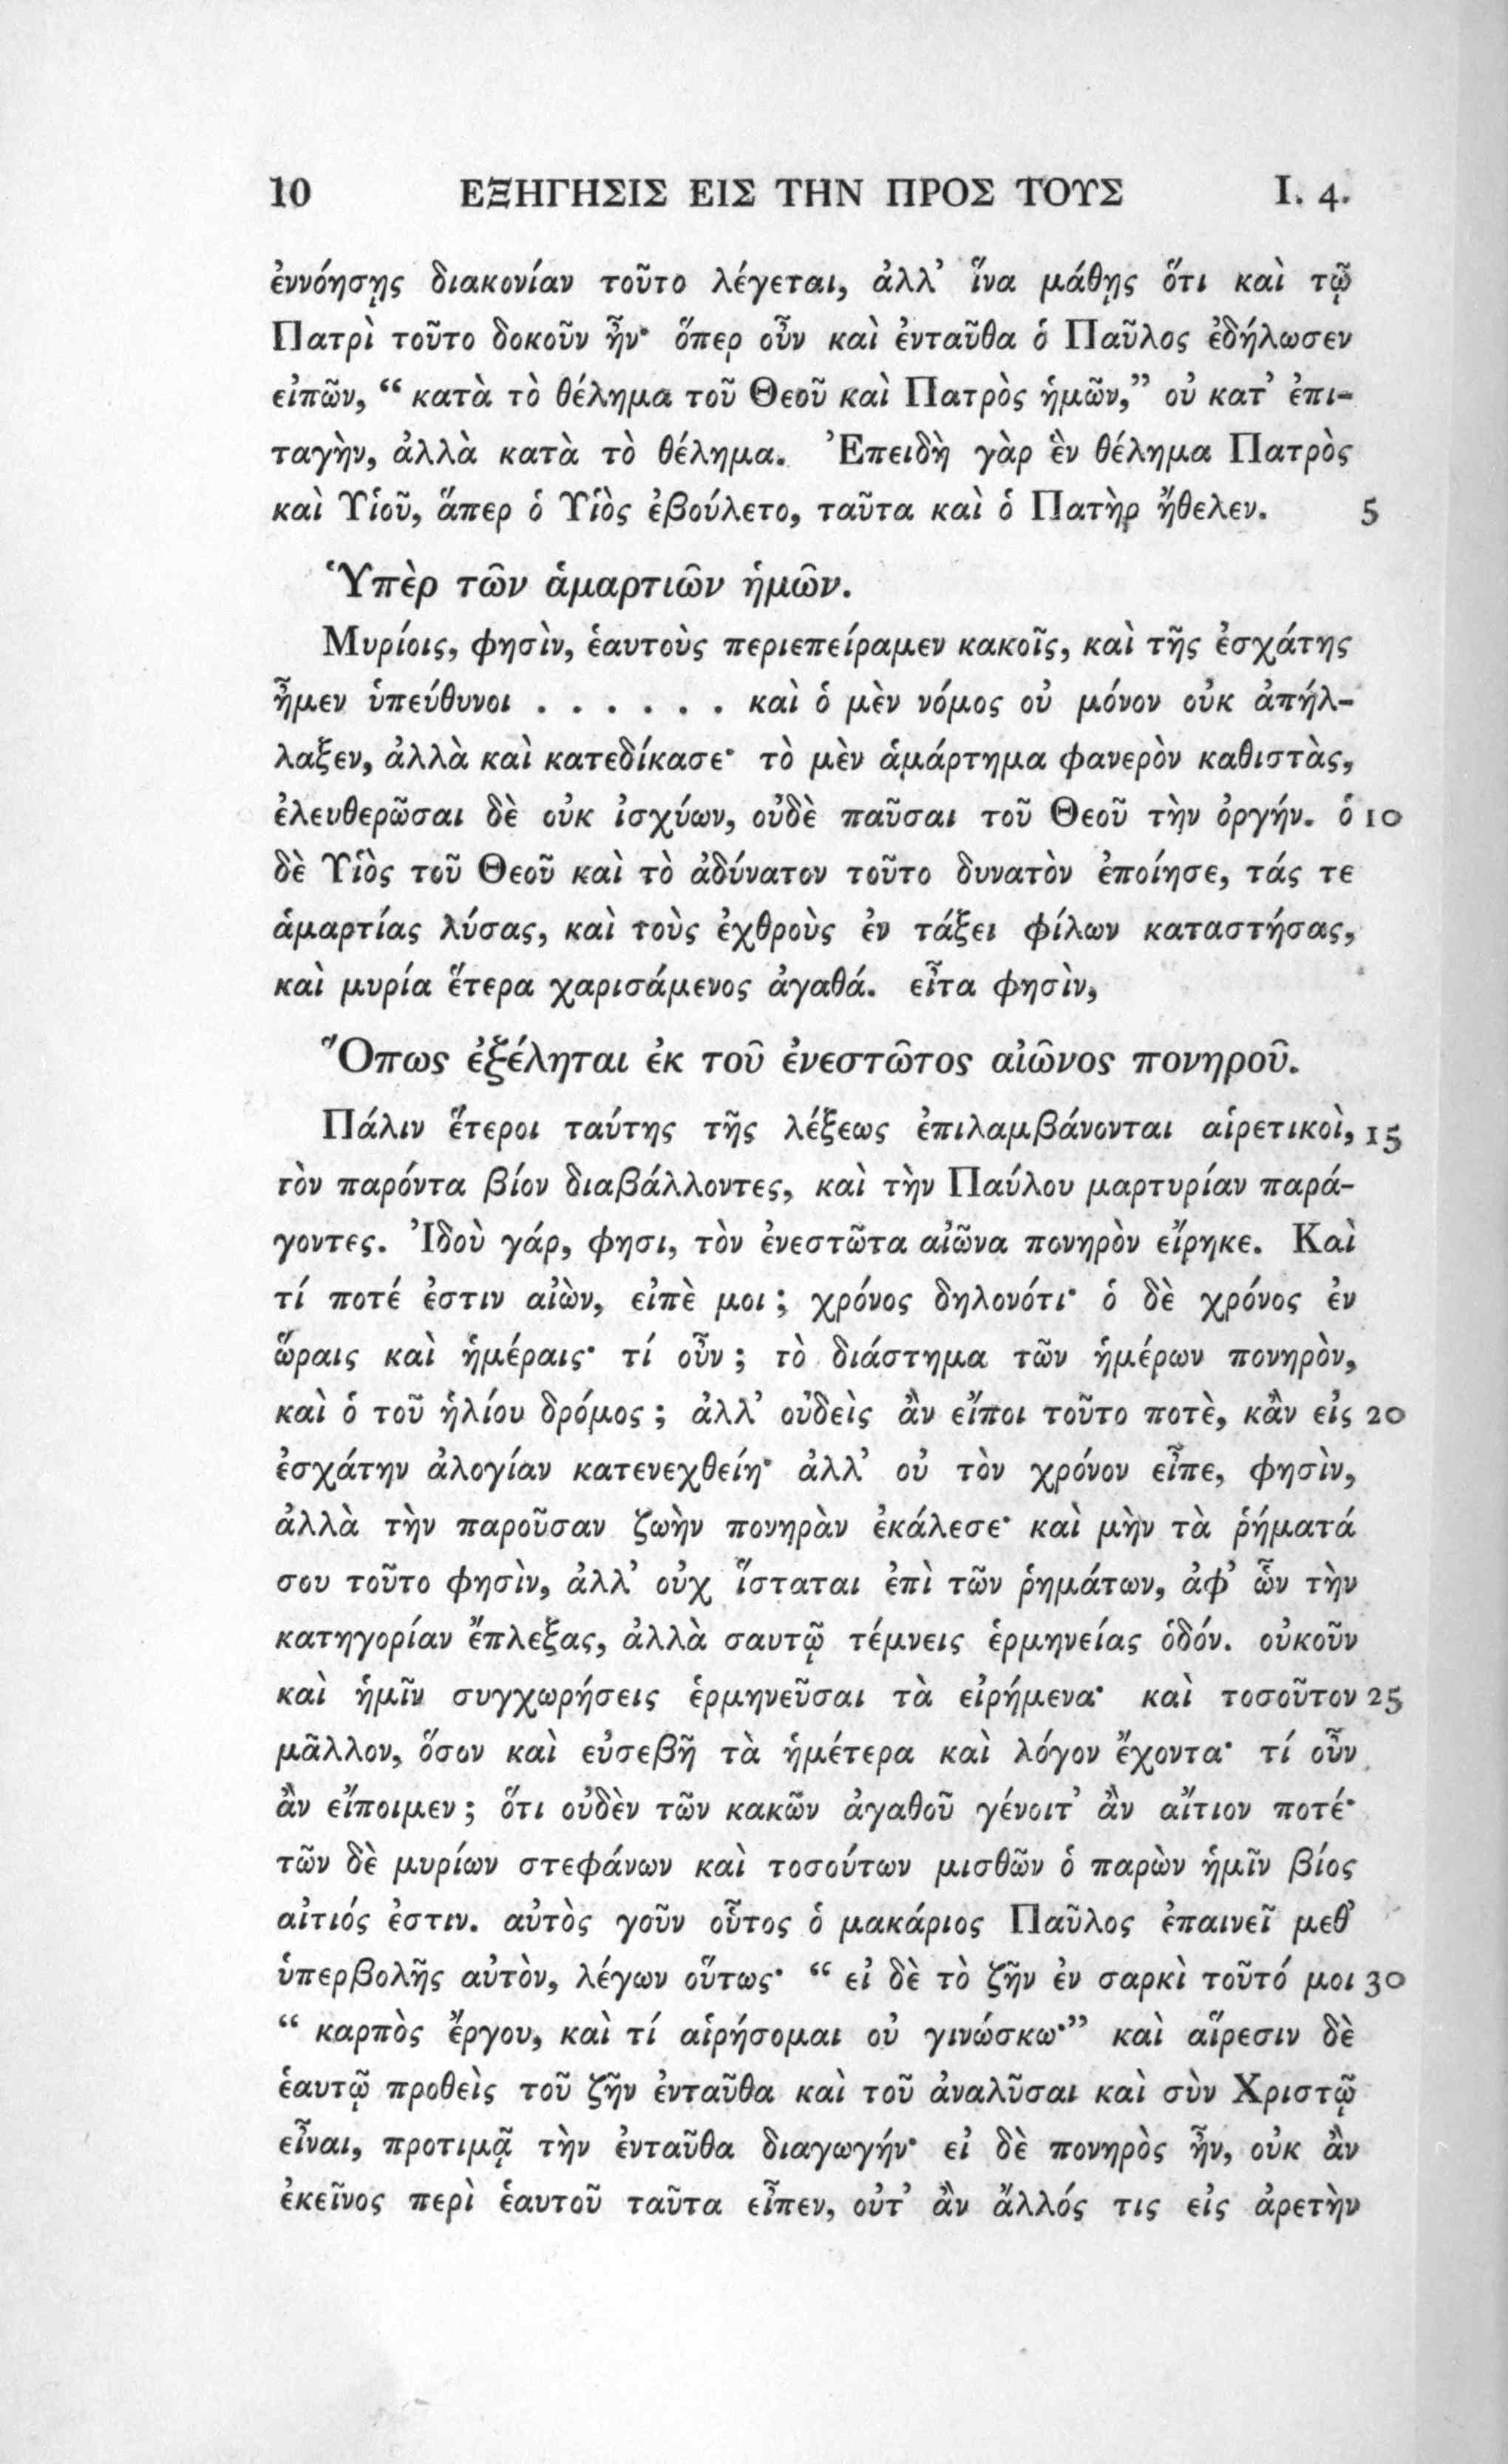 10 ΕΞΗΓΗΣΙΣ ΕΙΣ ΤΗΝ ΠΡΟΣ ΤΟΥΣ I. 4.
ἐννόησῃς διακονίαν τοῦτο λέγεται, ἀλλ’ ἵνα μάθῃς ὅτι καὶ τῷ
Πατρὶ τοῦτο δοκοῦν ἦν· ὅπερ οὖν καὶ ἐνταῦθα ὁ Παῦλος ἐδήλωσεν
εἰπῶν, “ κατὰ τὸ θέλημα τοῦ Θεοῦ καὶ Πατρὸς ἡμῶν,” οὐ κατ’ ἐπι-
ταγὴν, ἀλλὰ κατὰ τὸ θέλημα. Ἐπειδὴ γὰρ ἓν θέλημα Πατρὸς
καὶ Υἱοῦ, ἅπερ ὁ Υἱὸς ἐβούλετο, ταῦτα καὶ ὁ Πατὴρ ἤθελεν. 5
Ὑπὲρ τῶν ἁμαρτιῶν ἡμῶν.
Μυρίοις, φησὶν, ἑαυτοὺς περιεπείραμεν κακοῖς, καὶ τῆς ἐσχάτης
ἦμεν ὑπεύθυνοι . . . . . . καὶ ὁ μὲν νόμος οὐ μόνον οὐκ ἀπήλ-
λαξεν, ἀλλὰ καὶ κατεδίκασε· τὸ μὲν ἁμάρτημα φανερὸν καθιστὰς,
ἐλευθερῶσαι δὲ οὐκ ἰσχύων, οὐδὲ παῦσαι τοῦ Θεοῦ τὴν ὀργήν. ὁ 10
δὲ Υἱὸς τοῦ Θεοῦ καὶ τὸ ἀδύνατον τοῦτο δυνατὸν ἐποίησε, τάς τε
ἁμαρτίας λύσας, καὶ τοὺς ἐχθροὺς ἐν τάξει φίλων καταστήσας,
καὶ μυρία ἕτερα χαρισάμενος ἀγαθά. εἶτα φησὶν,
Ὅπως ἐξέληται ἐκ τοῦ ἐνεστῶτος αἰῶνος πονηροῦ.
Πάλιν ἕτεροι ταύτης τῆς λέξεως ἐπιλαμβάνονται αἱρετικοὶ, 15
τὸν παρόντα βίον διαβάλλοντες, καὶ τὴν Παύλου μαρτυρίαν παρά-
γοντες. Ἰδοὺ γάρ, φησι, τὸν ἐνεστῶτα αἰῶνα πονηρὸν εἴρηκε. Καὶ
τί ποτέ ἐστιν αἰὼν, εἰπὲ μοι ; χρόνος δηλονότι· ὁ δὲ χρόνος ἐν
ὥραις καὶ ἡμέραις· τί οὖν ; τὸ διάστημα τῶν ἡμέρων πονηρὸν,
καὶ ὁ τοῦ ἡλίου δρόμος ; ἀλλ’ οὐδεὶς ἂν εἴποι τοῦτο ποτὲ, κἂν εἰς 20
ἐσχάτην ἀλογίαν κατενεχθείη· ἀλλ’ οὐ τὸν χρόνον εἶπε, φησὶν,
ἀλλὰ τὴν παροῦσαν ζωὴν πονηρὰν ἐκάλεσε· καὶ μὴν τὰ ῥήματά
σου τοῦτο φησὶν, ἀλλ’ οὐχ ἵσταται ἐπὶ τῶν ῥημάτων, ἀφ’ ὧν τὴν
κατηγορίαν ἔπλεξας, ἀλλὰ σαυτῷ τέμνεις ἑρμηνείας ὁδόν. οὐκοῦν
καὶ ἡμῖν συγχωρήσεις ἑρμηνεῦσαι τὰ εἰρήμενα· καὶ τοσοῦτον 25
μᾶλλον, ὅσον καὶ εὐσεβῆ τὰ ἡμέτερα καὶ λόγον ἔχοντα· τί οὖν
ἂν εἴποιμεν ; ὅτι οὐδὲν τῶν κακῶν ἀγαθοῦ γένοιτ’ ἂν αἴτιον ποτέ·
τῶν δὲ μυρίων στεφάνων καὶ τοσούτων μισθῶν ὁ παρὼν ἡμῖν βίος
αἰτιός ἐστιν. αὐτὸς γοῦν οὗτος ὁ μακάριος Παῦλος ἐπαινεῖ μεθ’
ὑπερβολῆς αὐτὸν, λέγων οὕτως· “ εἰ δὲ τὸ ζῆν ἐν σαρκὶ τοῦτό μοι 30
“ καρπὸς ἔργου, καὶ τί αἱρήσομαι οὐ γινώσκω·” καὶ αἵρεσιν δὲ
ἑαυτῷ προθεὶς τοῦ ζῆν ἐνταῦθα καὶ τοῦ ἀναλῦσαι καὶ σὺν Χριστῷ
εἶναι, προτιμᾷ τὴν ἐνταῦθα διαγωγήν· εἰ δὲ πονηρὸς ἦν, οὐκ ἂν
ἐκεῖνος περὶ ἑαυτοῦ ταῦτα εἶπεν, οὐτ’ ἂν ἄλλός τις εἰς ἀρετὴν